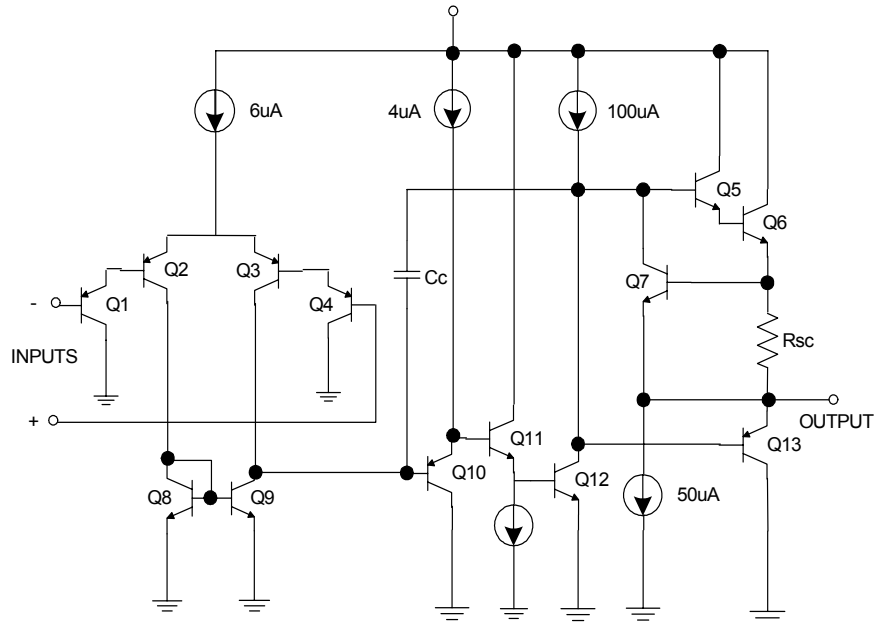 6uA
4uA
100uA
Q5
Q6
Q2
Q3
Q7
Cc
-
Q1
Q4
Rsc
INPUTS
+
OUTPUT
Q11
Q13
Q10
Q8
Q9
Q12
50uA